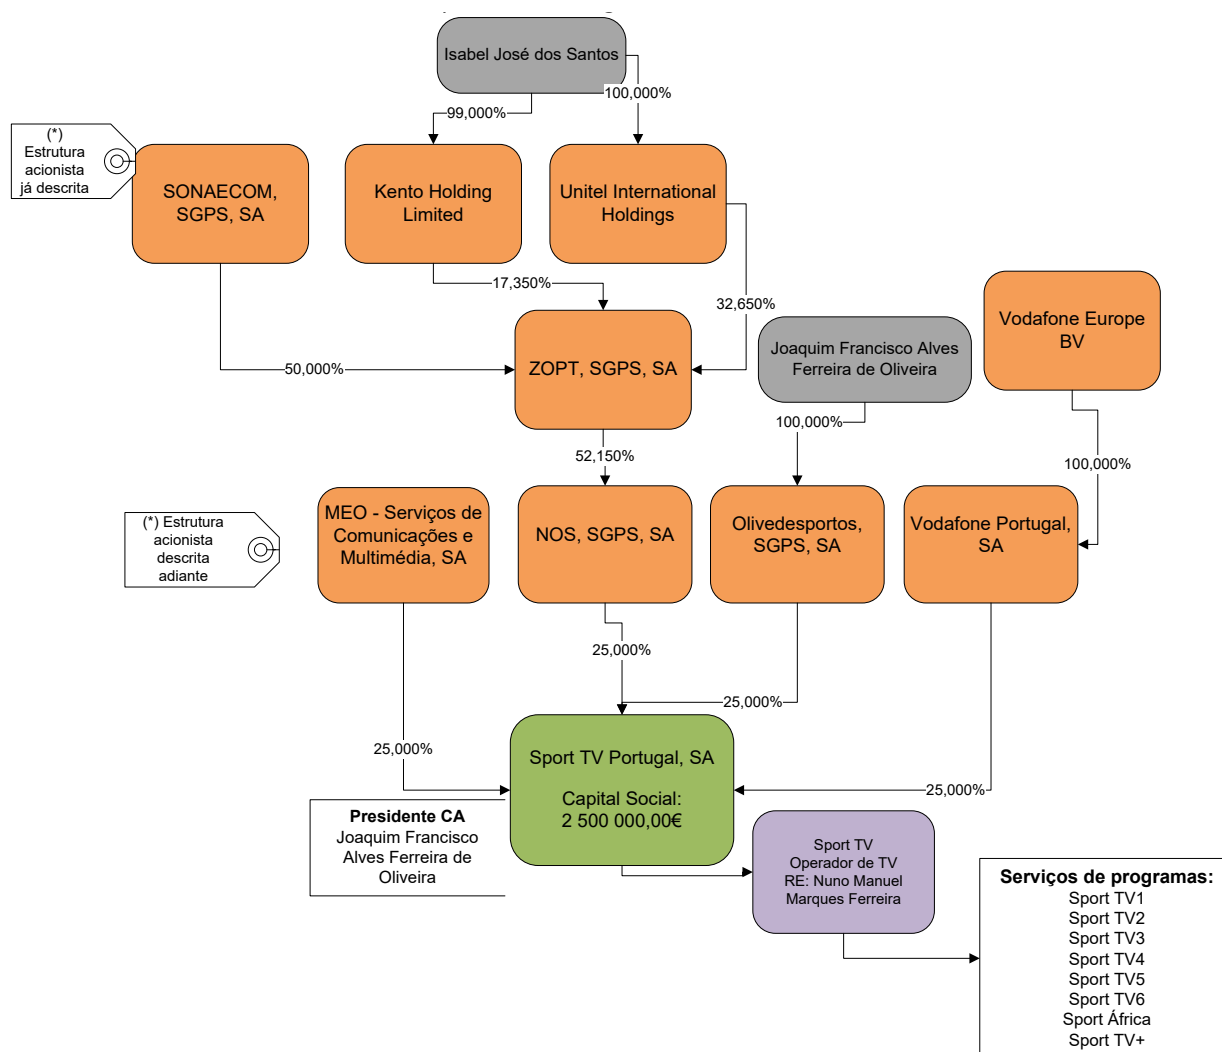 Isabel José dos Santos
99,000%
100,000%
(*)
Estrutura
acionista
já descrita
SONAECOM,
SGPS, SA
Kento Holding
Limited
Unitel International
Holdings
17,350%
32,650%
50,000%
ZOPT, SGPS, SA
Joaquim Francisco Alves
Ferreira de Oliveira
Vodafone Europe
BV
52,150%
100,000%
100,000%
(*) Estrutura
acionista
descrita
adiante
MEO - Serviços de
Comunicações e
Multimédia, SA
NOS, SGPS, SA
Olivedesportos,
SGPS, SA
Vodafone Portugal,
SA
25,000%
25,000%
25,000%
25,000%
Sport TV Portugal, SA
Capital Social:
2 500 000,00€
Presidente CA
Joaquim Francisco
Alves Ferreira de
Oliveira
Sport TV
Operador de TV
RE: Nuno Manuel
Marques Ferreira
Serviços de programas:
Sport TV1
Sport TV2
Sport TV3
Sport TV4
Sport TV5
Sport TV6
Sport África
Sport TV+